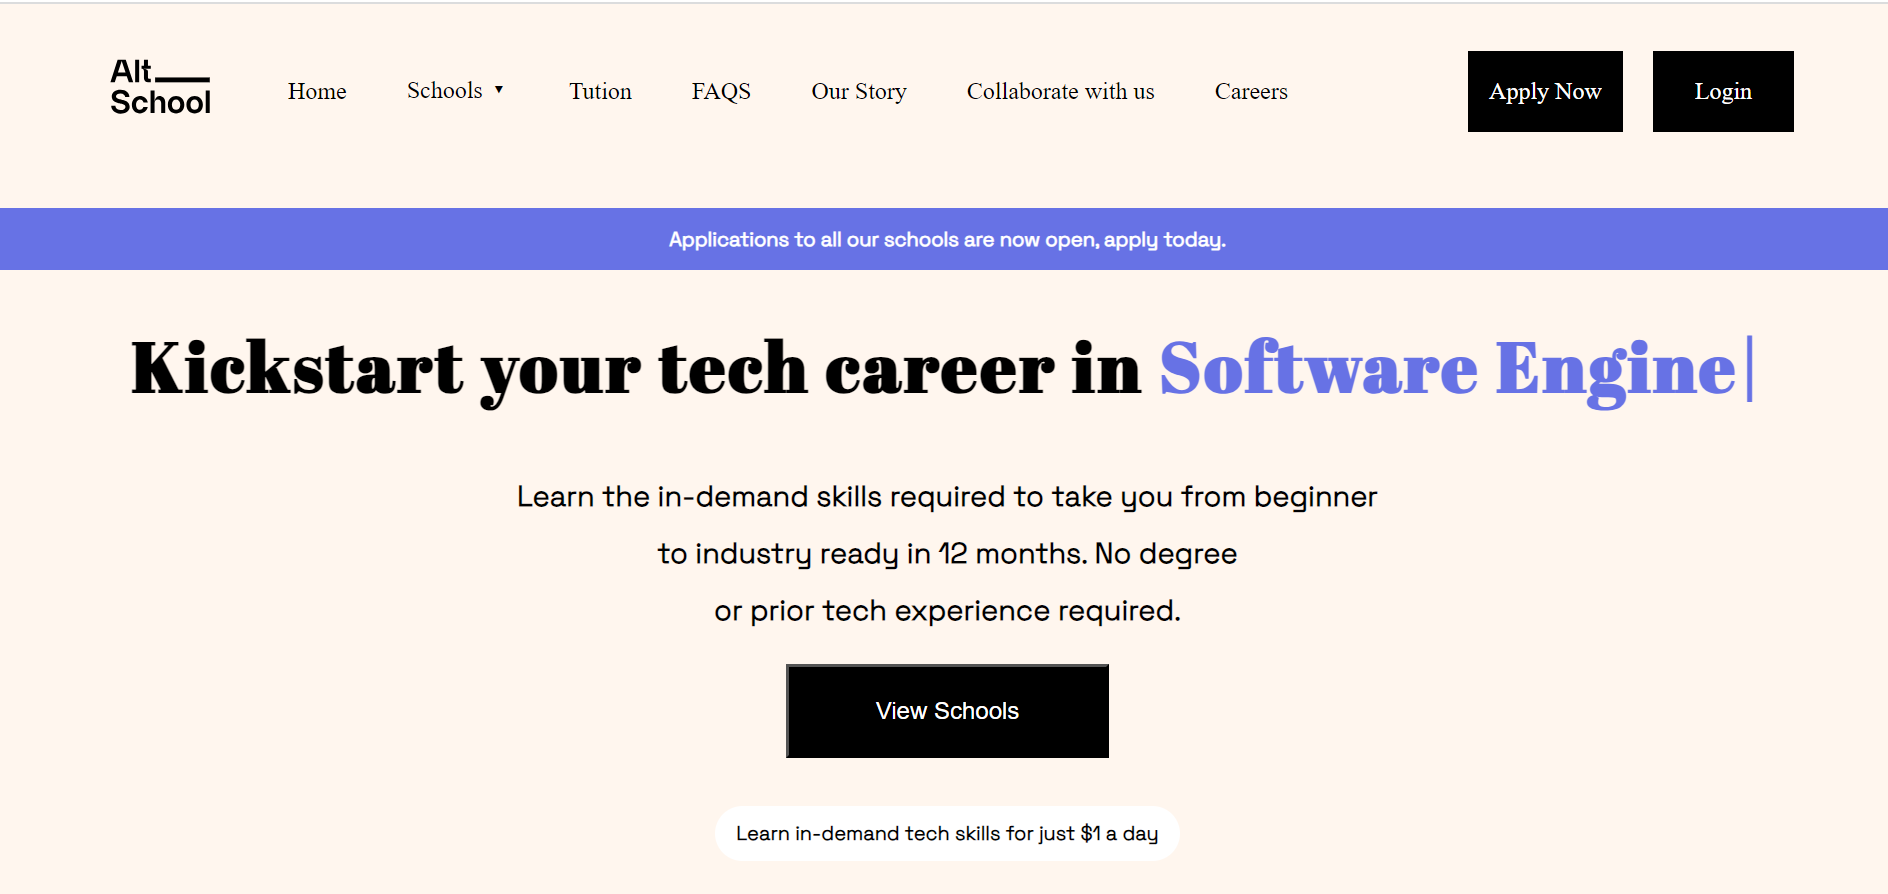 Alt
School
Home
Schools ▼
Tution
FAQS
Our Story
Collaborate with us
Careers
Apply Now
Login
Applications to all our schools are now open, apply today.
Kickstart your tech career in Software Engine|
Learn the in-demand skills required to take you from beginner
to industry ready in 12 months. No degree
or prior tech experience required.
View Schools
Learn in-demand tech skills for just $1 a day